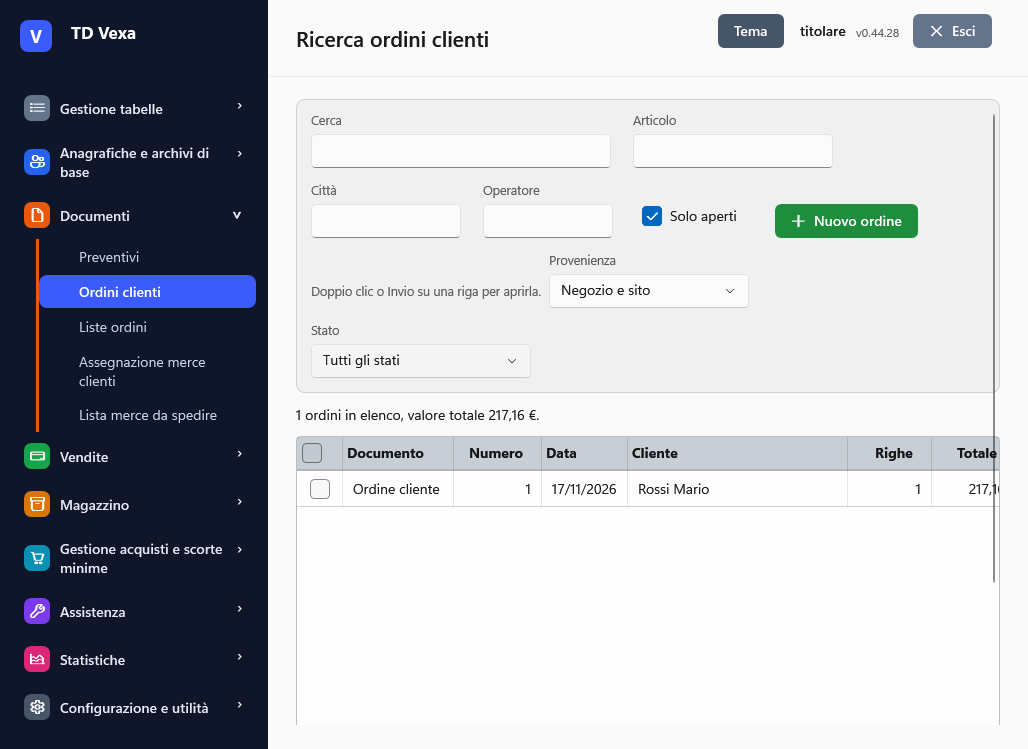 V
TD Vexa
Gestione tabelle
Anagrafiche e archivi di
base
Documenti
Preventivi
Ordini clienti
Liste ordini
Assegnazione merce
clienti
Lista merce da spedire
Vendite
Magazzino
Gestione acquisti e scorte
minime
Assistenza
Statistiche
Configurazione e utilità
Ricerca ordini clienti
Tema
titolare
v0.44.28
Esci
Cerca
Articolo
Città
Operatore
Solo aperti
Nuovo ordine
Provenienza
Doppio clic o Invio su una riga per aprirla.
Negozio e sito
Stato
Tutti gli stati
1 ordini in elenco, valore totale 217,16 €.
Documento Numero Data Cliente Righe Totale
Ordine cliente 1 17/11/2026 Rossi Mario 1